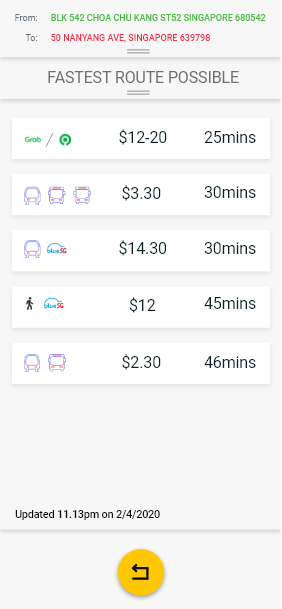 From: BLK 542 CHOA CHU KANG ST52 SINGAPORE 680542
To: 50 NANYANG AVE, SINGAPORE 639798
FASTEST ROUTE POSSIBLE
Grab / $12-20 25mins
$3.30 30mins
blueSG $14.30 30mins
blueSG $12 45mins
$2.30 46mins
Updated 11.13pm on 2/4/2020